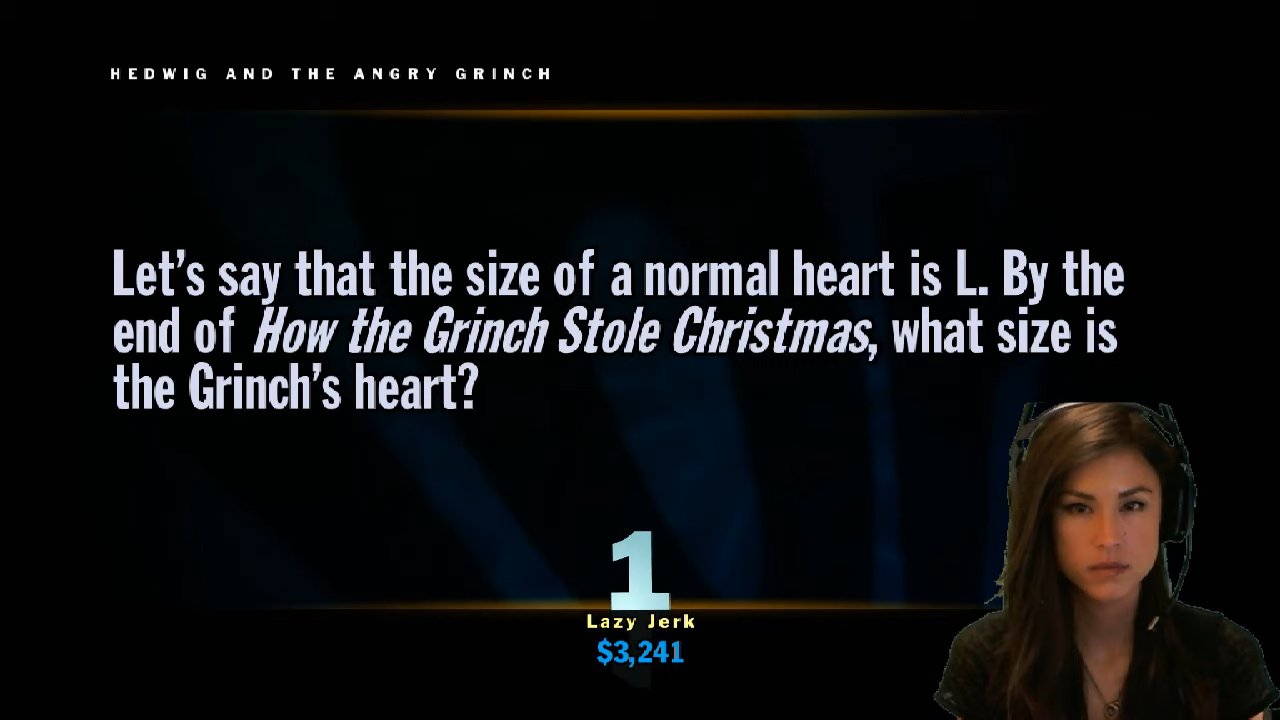 HEDWIG AND THE ANGRY GRINCH
Let's say that the size of a normal heart is L. By the
end of How the Grinch Stole Christmas, what size is
the Grinch's heart?
1
Lazy Jerk
$3,241